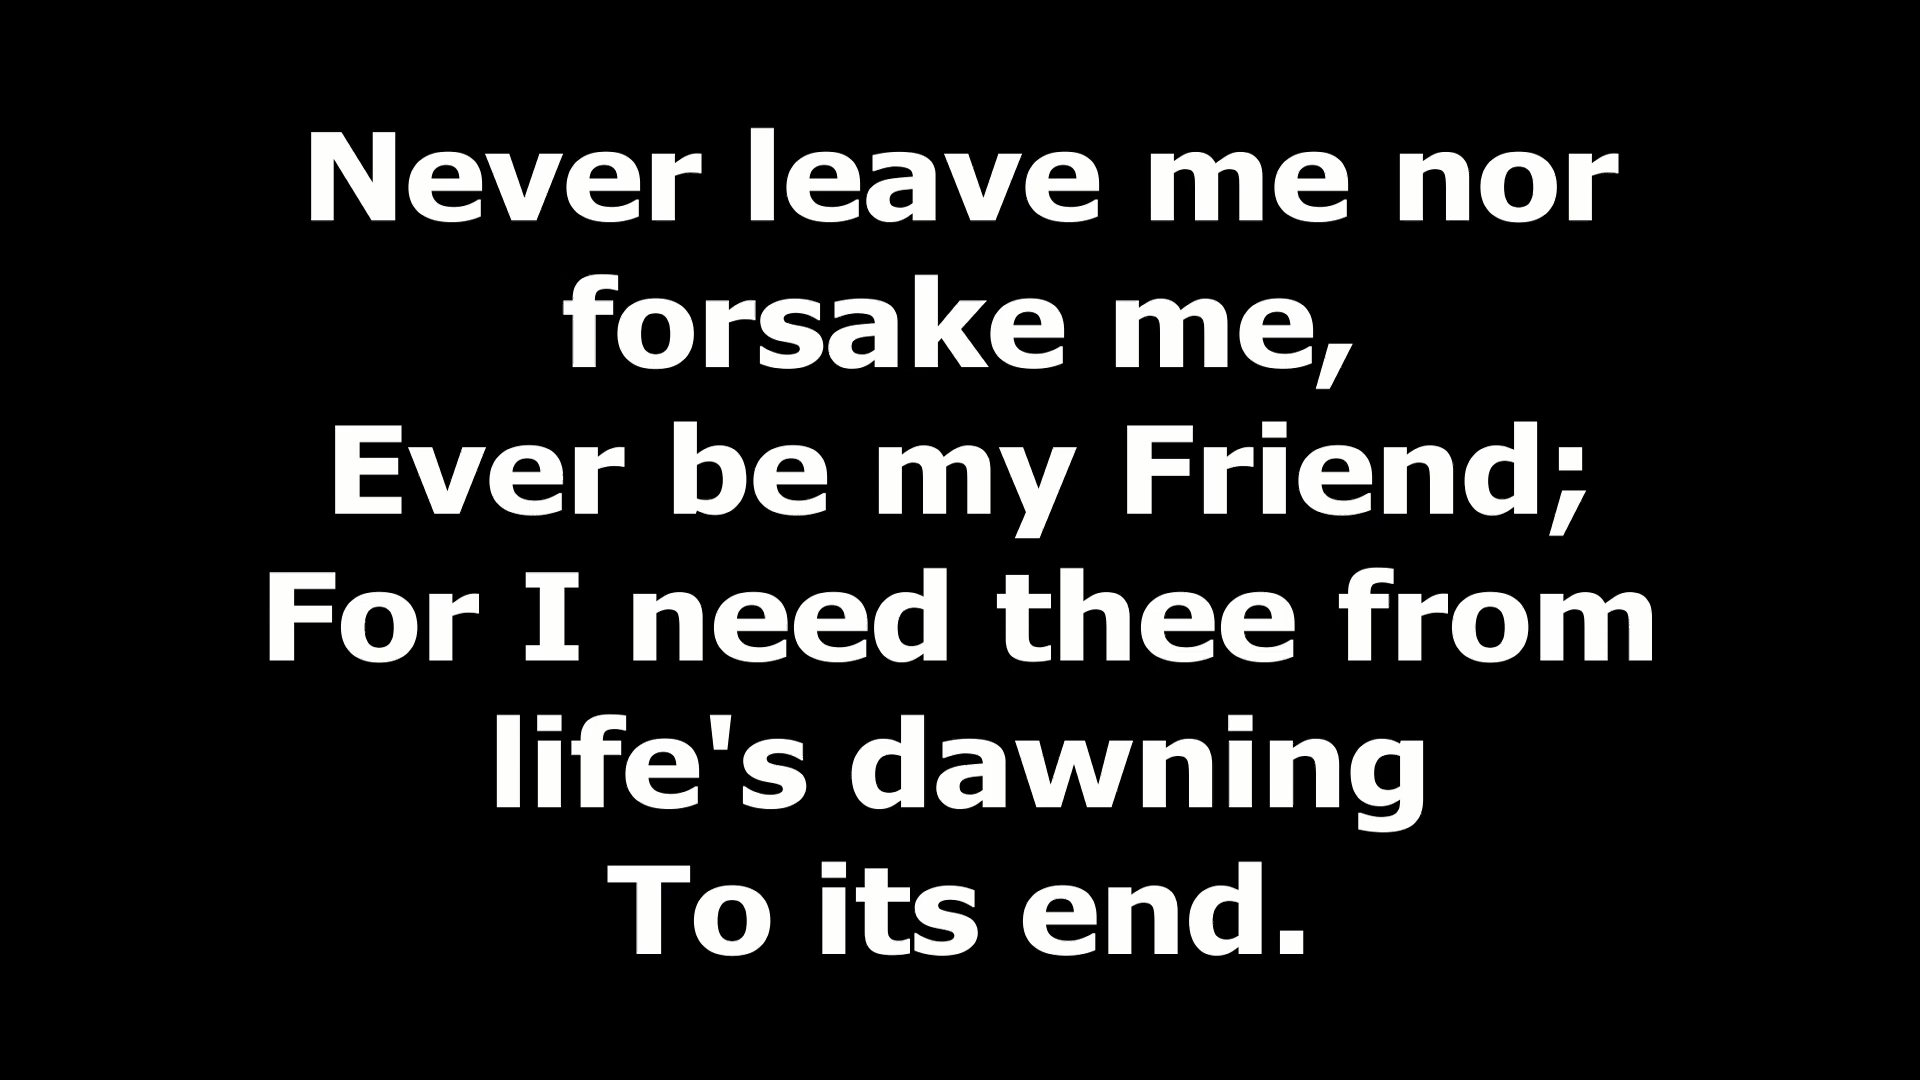 Never leave me nor
forsake me,
Ever be my Friend;
For I need thee from
life's dawning
To its end.